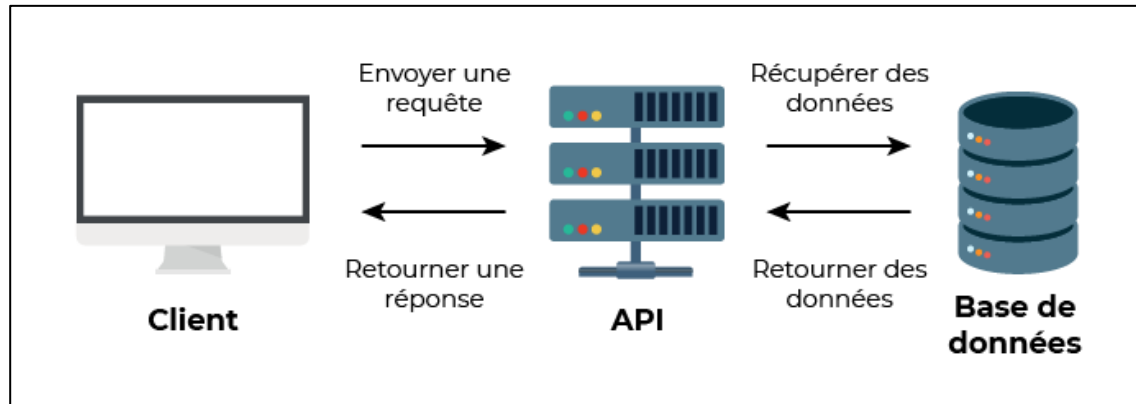 Envoyer une
requête
Récupérer des
données
Retourner une
réponse
Retourner des
données
Client
API
Base de
données